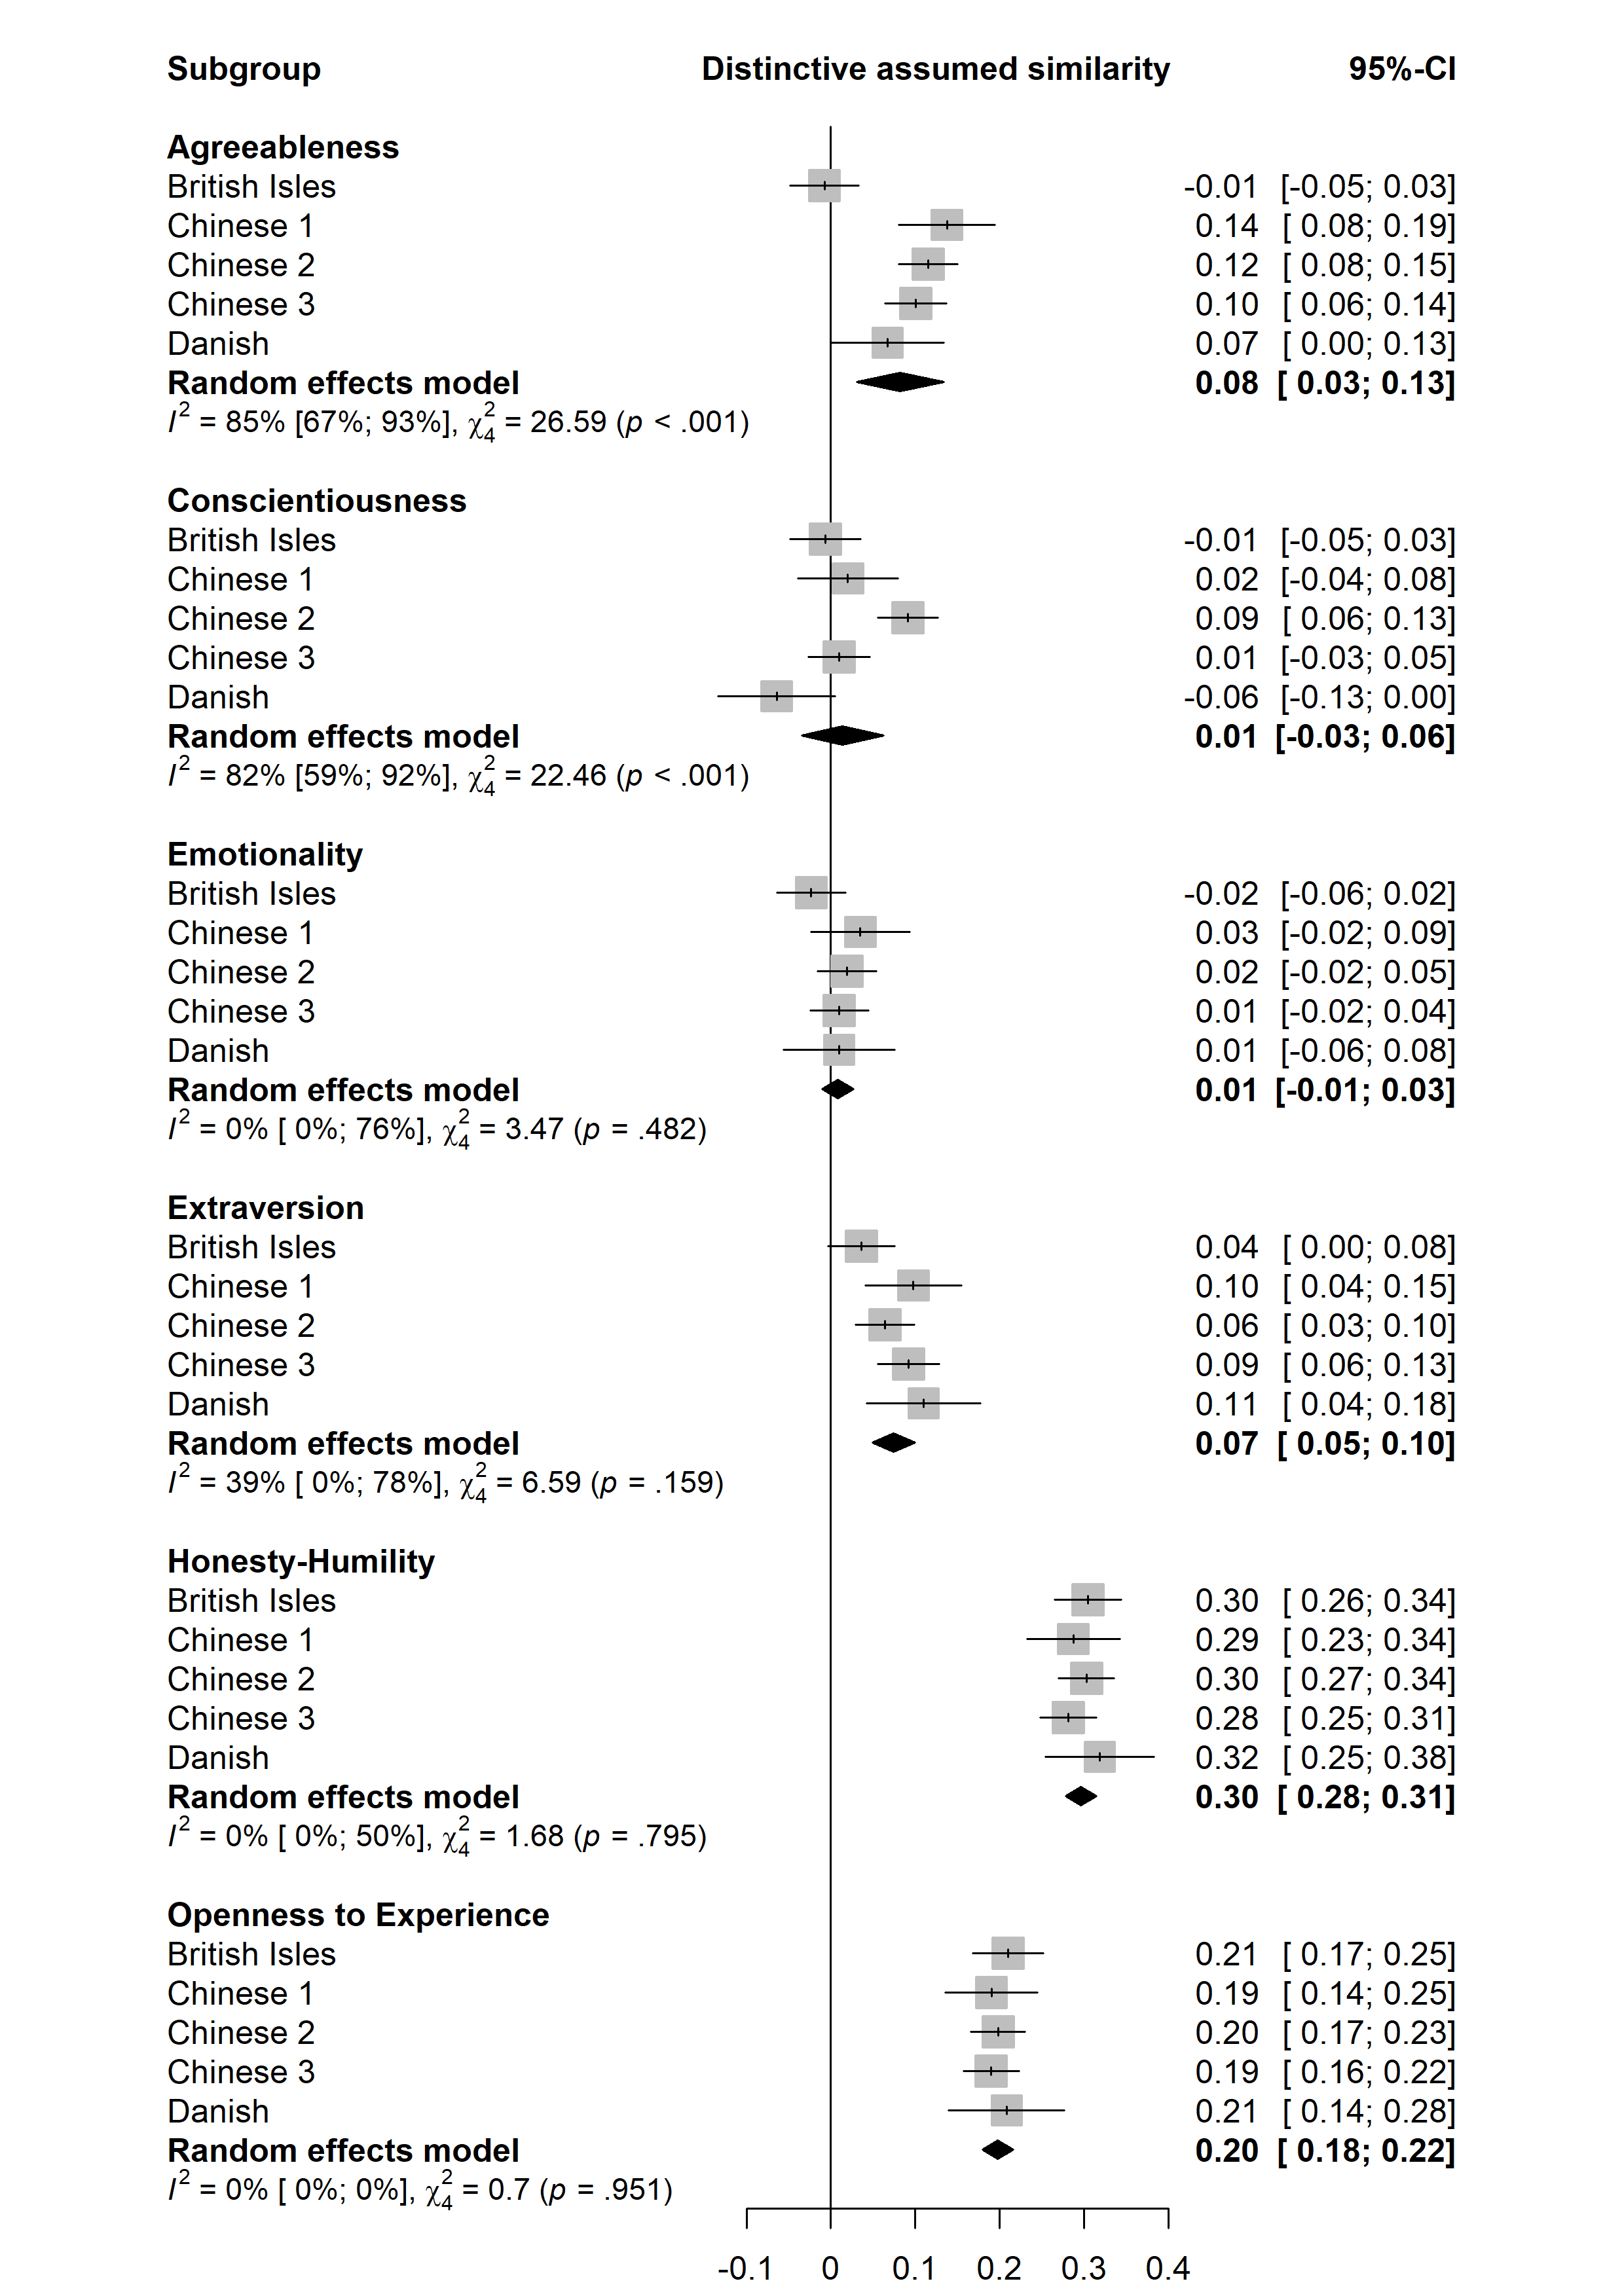 Subgroup Distinctive assumed similarity 95%-CI
Agreeableness
British Isles -0.01 [-0.05; 0.03]
Chinese 1 0.14 [ 0.08; 0.19]
Chinese 2 0.12 [ 0.08; 0.15]
Chinese 3 0.10 [ 0.06; 0.14]
Danish 0.07 [ 0.00; 0.13]
Random effects model 0.08 [ 0.03; 0.13]
I² = 85% [67%; 93%], χ²₄ = 26.59 (p < .001)
Conscientiousness
British Isles -0.01 [-0.05; 0.03]
Chinese 1 0.02 [-0.04; 0.08]
Chinese 2 0.09 [ 0.06; 0.13]
Chinese 3 0.01 [-0.03; 0.05]
Danish -0.06 [-0.13; 0.00]
Random effects model 0.01 [-0.03; 0.06]
I² = 82% [59%; 92%], χ²₄ = 22.46 (p < .001)
Emotionality
British Isles -0.02 [-0.06; 0.02]
Chinese 1 0.03 [-0.02; 0.09]
Chinese 2 0.02 [-0.02; 0.05]
Chinese 3 0.01 [-0.02; 0.04]
Danish 0.01 [-0.06; 0.08]
Random effects model 0.01 [-0.01; 0.03]
I² = 0% [ 0%; 76%], χ²₄ = 3.47 (p = .482)
Extraversion
British Isles 0.04 [ 0.00; 0.08]
Chinese 1 0.10 [ 0.04; 0.15]
Chinese 2 0.06 [ 0.03; 0.10]
Chinese 3 0.09 [ 0.06; 0.13]
Danish 0.11 [ 0.04; 0.18]
Random effects model 0.07 [ 0.05; 0.10]
I² = 39% [ 0%; 78%], χ²₄ = 6.59 (p = .159)
Honesty-Humility
British Isles 0.30 [ 0.26; 0.34]
Chinese 1 0.29 [ 0.23; 0.34]
Chinese 2 0.30 [ 0.27; 0.34]
Chinese 3 0.28 [ 0.25; 0.31]
Danish 0.32 [ 0.25; 0.38]
Random effects model 0.30 [ 0.28; 0.31]
I² = 0% [ 0%; 50%], χ²₄ = 1.68 (p = .795)
Openness to Experience
British Isles 0.21 [ 0.17; 0.25]
Chinese 1 0.19 [ 0.14; 0.25]
Chinese 2 0.20 [ 0.17; 0.23]
Chinese 3 0.19 [ 0.16; 0.22]
Danish 0.21 [ 0.14; 0.28]
Random effects model 0.20 [ 0.18; 0.22]
I² = 0% [ 0%; 0%], χ²₄ = 0.7 (p = .951)
-0.1 0 0.1 0.2 0.3 0.4